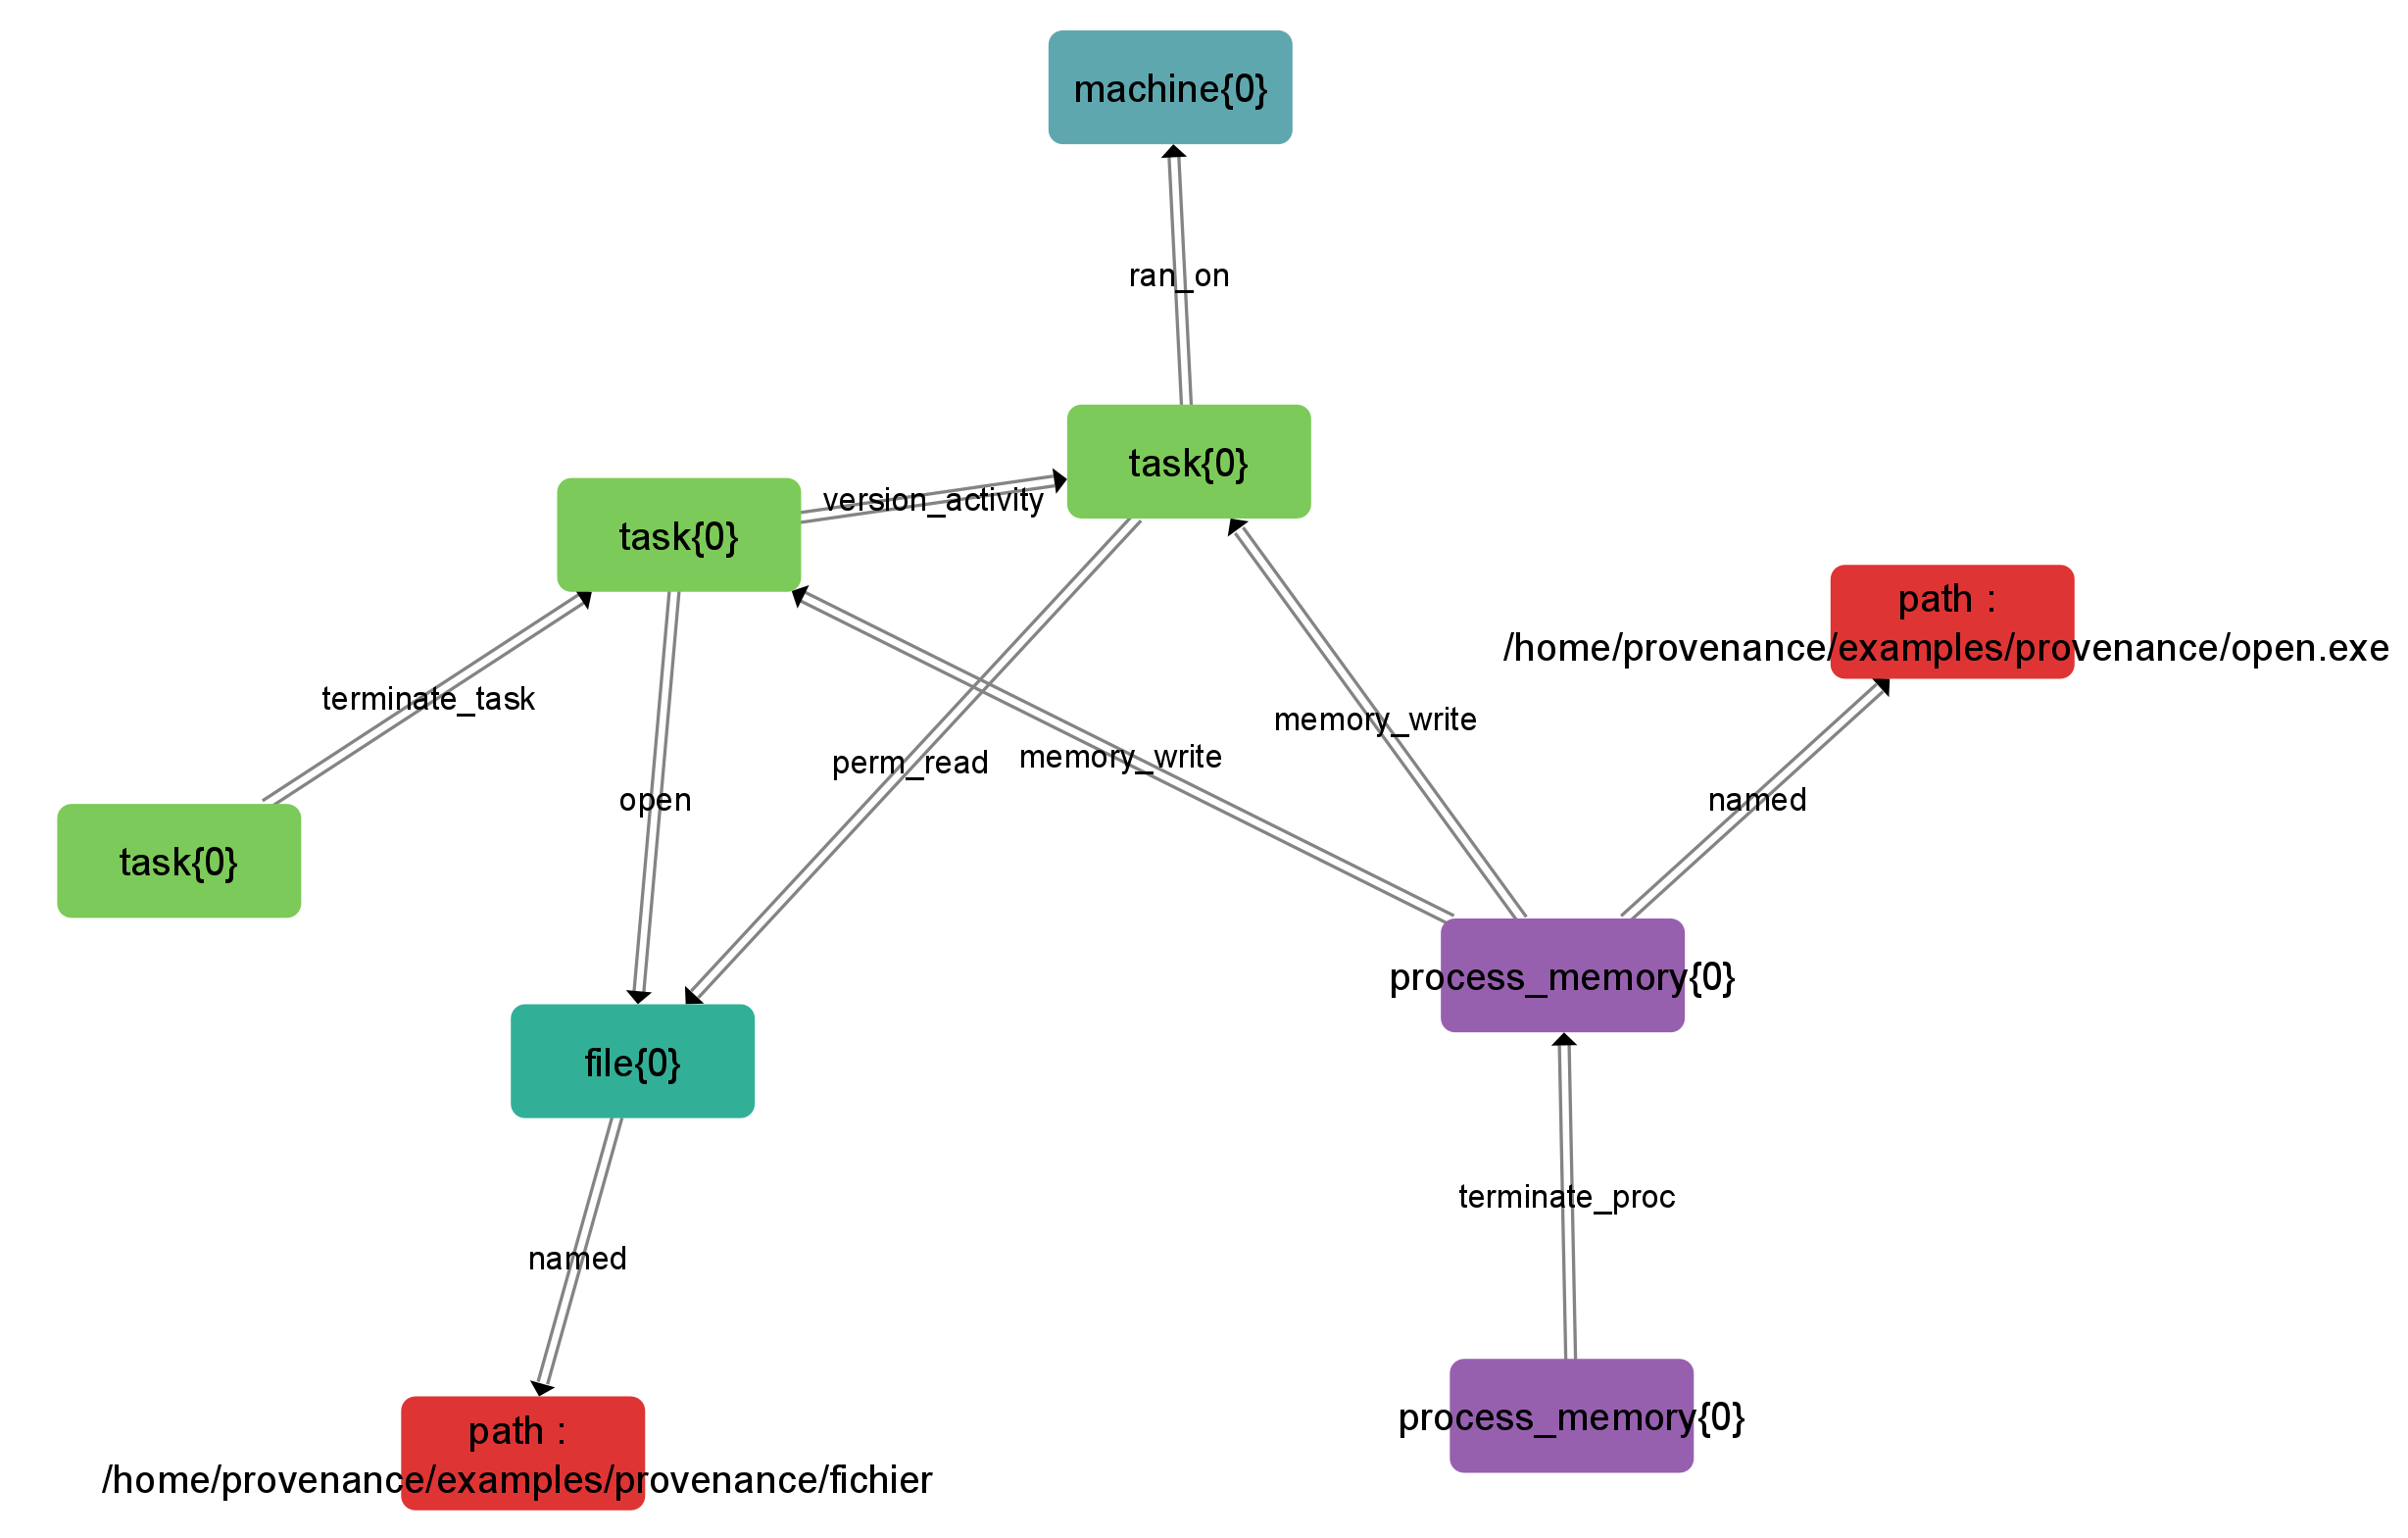 machine{0}
ran_on
task{0}
version_activity
task{0}
path :
/home/provenance/examples/provenance/open.exe
terminate_task
memory_write
memory_write
perm_read
open
named
task{0}
process_memory{0}
file{0}
terminate_proc
named
process_memory{0}
path :
/home/provenance/examples/provenance/fichier